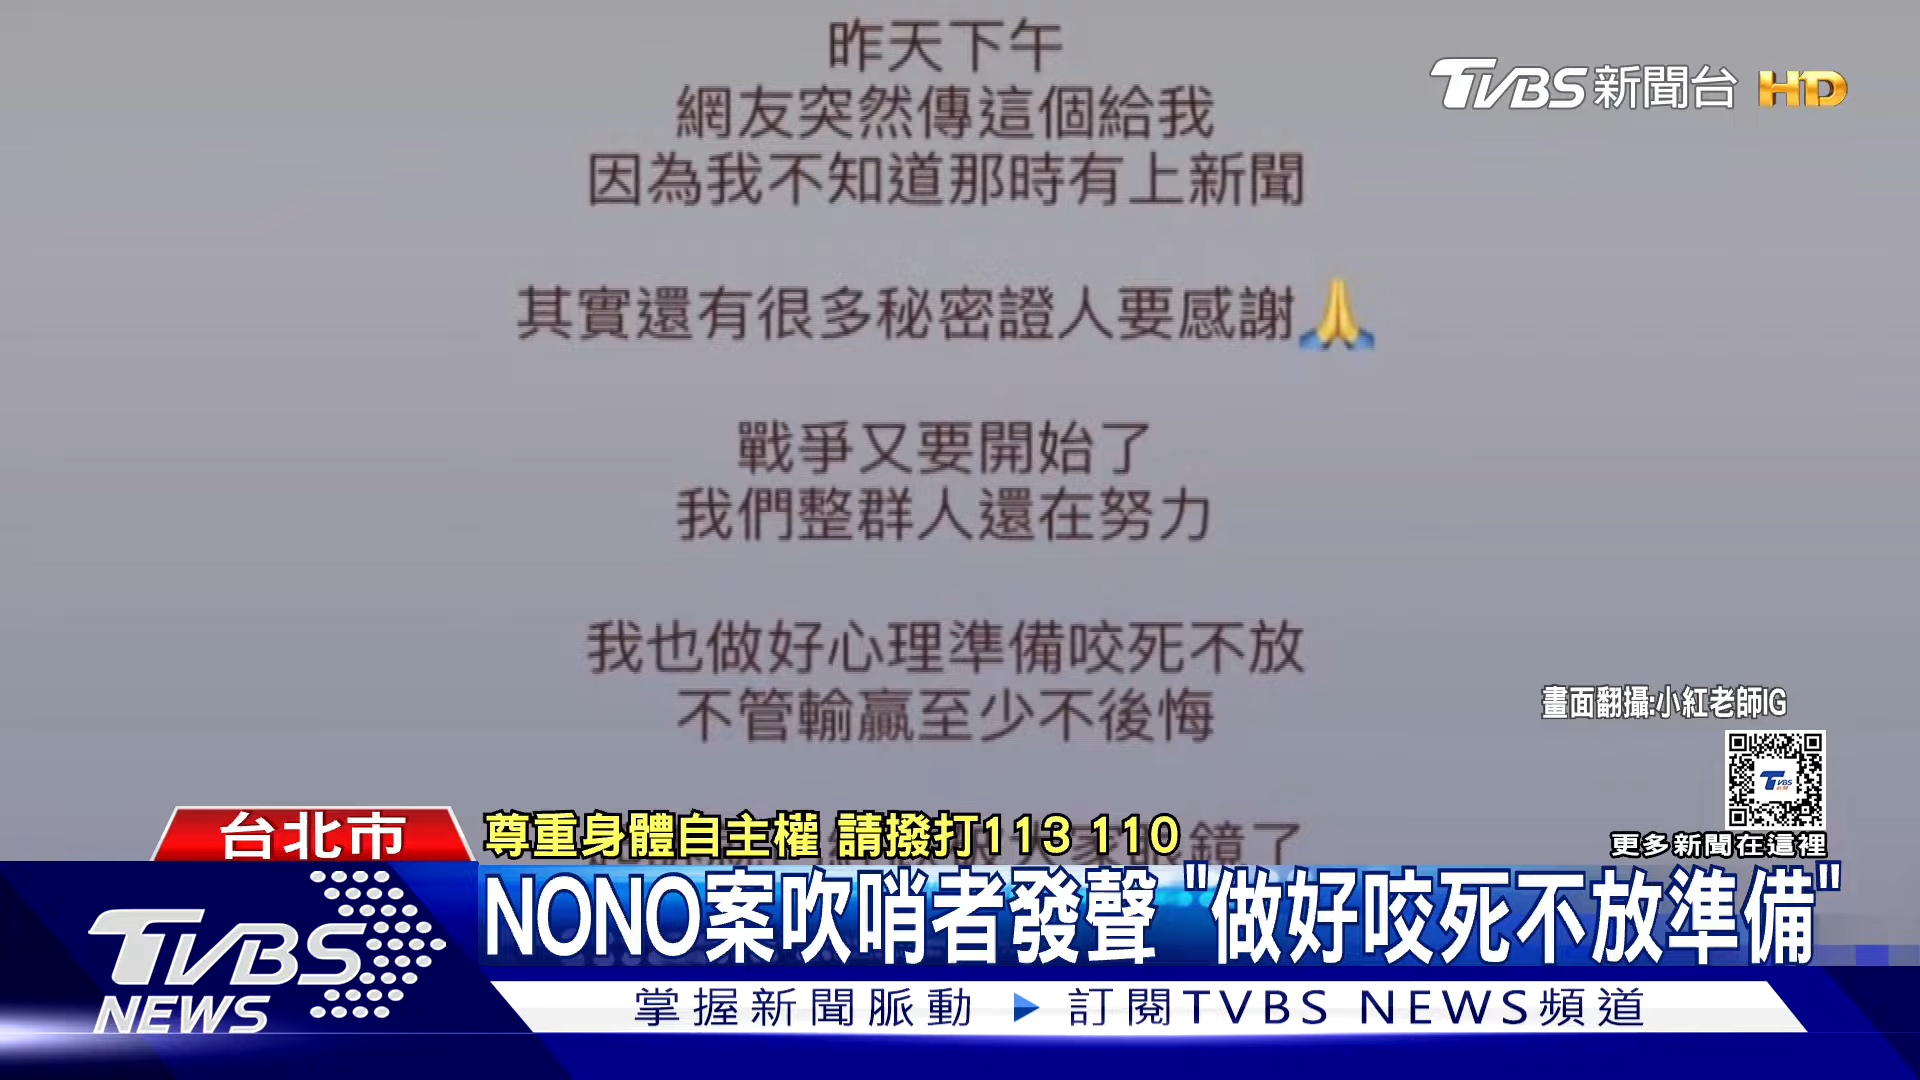 昨天下午
網友突然傳這個給我
因為我不知道那時有上新聞
其實還有很多秘密證人要感謝🙏
戰爭又要開始了
我們整群人還在努力
我也做好心理準備咬死不放
不管輸贏至少不後悔
大家眼鏡了
TVBS新聞台 HD
畫面翻攝:小紅老師IG
TVBS
更多新聞在這裡
台北市
尊重身體自主權 請撥打113 110
NONO案吹哨者發聲 "做好咬死不放準備"
TVBS NEWS
掌握新聞脈動 ▶ 訂閱TVBS NEWS頻道